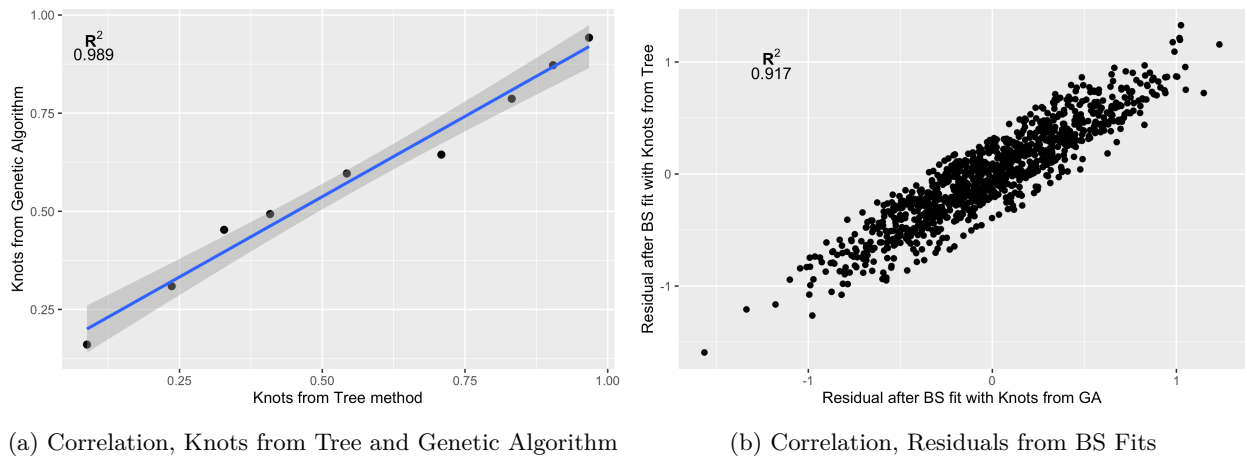 R²
0.989
1.00
0.75
0.50
0.25
Knots from Genetic Algorithm
0.25 0.50 0.75 1.00
Knots from Tree method
(a) Correlation, Knots from Tree and Genetic Algorithm
R²
0.917
1
0
-1
Residual after BS fit with Knots from Tree
-1 0 1
Residual after BS fit with Knots from GA
(b) Correlation, Residuals from BS Fits